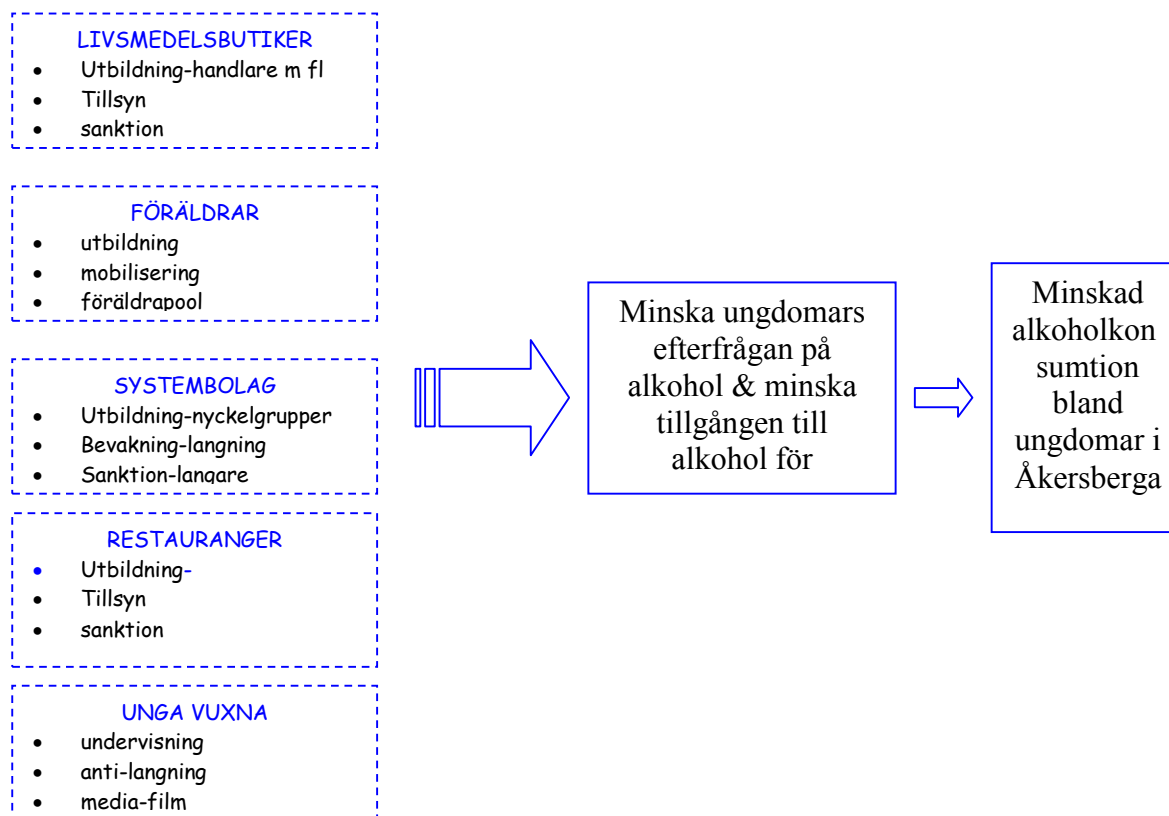 LIVSMEDELSBUTIKER
• Utbildning-handlare m fl
• Tillsyn
• sanktion
FÖRÄLDRAR
• utbildning
• mobilisering
• föräldrapool
SYSTEMBOLAG
• Utbildning-nyckelgrupper
• Bevakning-langning
• Sanktion-langare
RESTAURANGER
• Utbildning-
• Tillsyn
• sanktion
UNGA VUXNA
• undervisning
• anti-langning
• media-film
Minska ungdomars
efterfrågan på
alkohol & minska
tillgången till
alkohol för
Minskad
alkoholkon
sumtion
bland
ungdomar i
Åkersberga